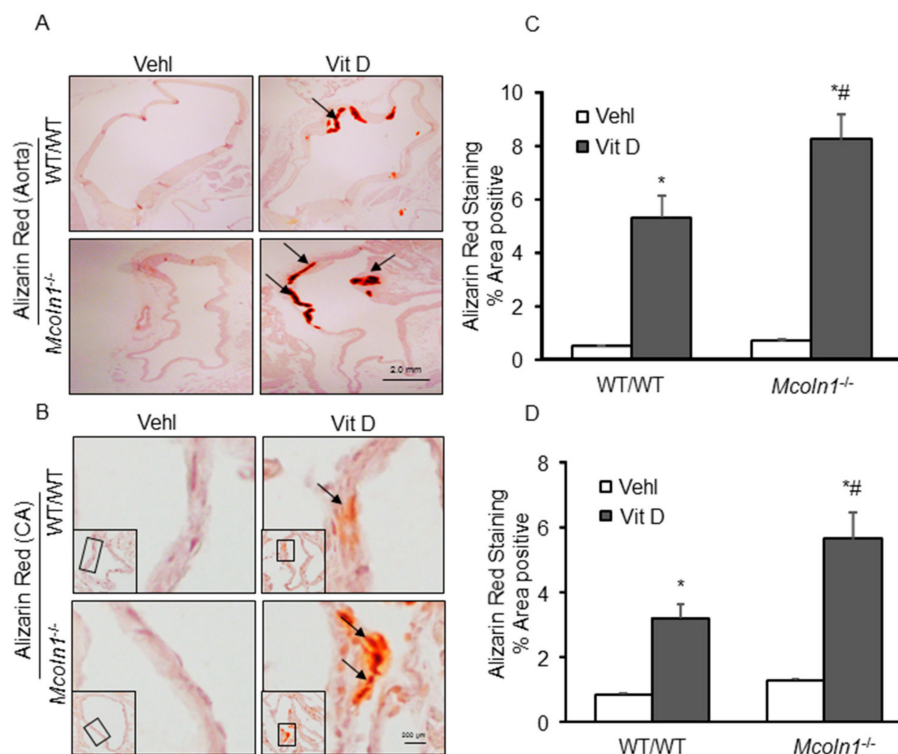 A
Vehl
Vit D
Alizarin Red (Aorta)
WT/WT
Mcoln1-/-
2.0 mm
B
Vehl
Vit D
Alizarin Red (CA)
WT/WT
Mcoln1-/-
200 µm
C
Alizarin Red Staining
% Area positive
10
8
6
4
2
0
Vehl
Vit D
*
*#
WT/WT
Mcoln1-/-
D
Alizarin Red Staining
% Area positive
8
6
4
2
0
Vehl
Vit D
*
*#
WT/WT
Mcoln1-/-